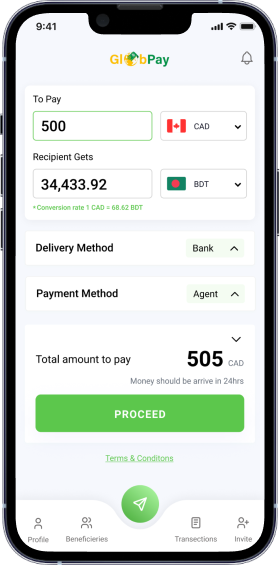 9:41
GlobPay
To Pay
500
CAD
Recipient Gets
34,433.92
BDT
* Conversion rate 1 CAD = 68.62 BDT
Delivery Method
Bank
Payment Method
Agent
Total amount to pay
505 CAD
Money should be arrive in 24hrs
PROCEED
Terms & Conditons
Profile
Beneficieries
Transections
Invite